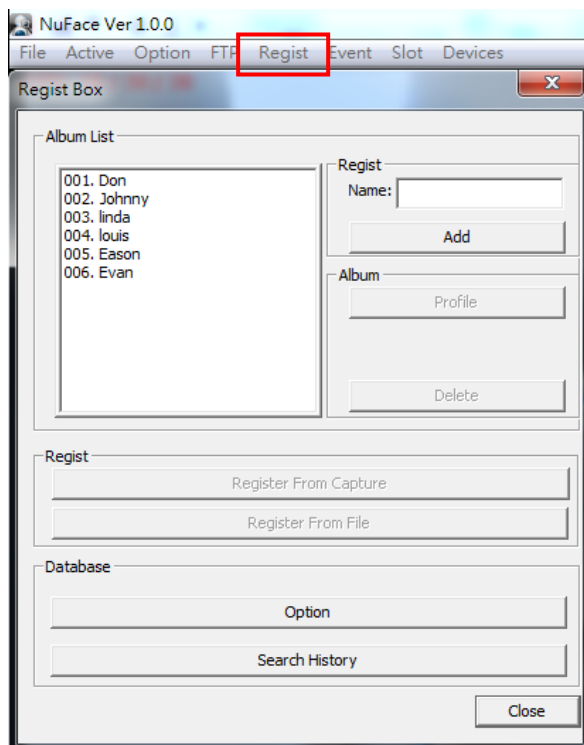 NuFace Ver 1.0.0
File Active Option FTP Regist Event Slot Devices
Regist Box
Album List
001. Don
002. Johnny
003. linda
004. louis
005. Eason
006. Evan
Regist
Name:
Add
Album
Profile
Delete
Regist
Register From Capture
Register From File
Database
Option
Search History
Close